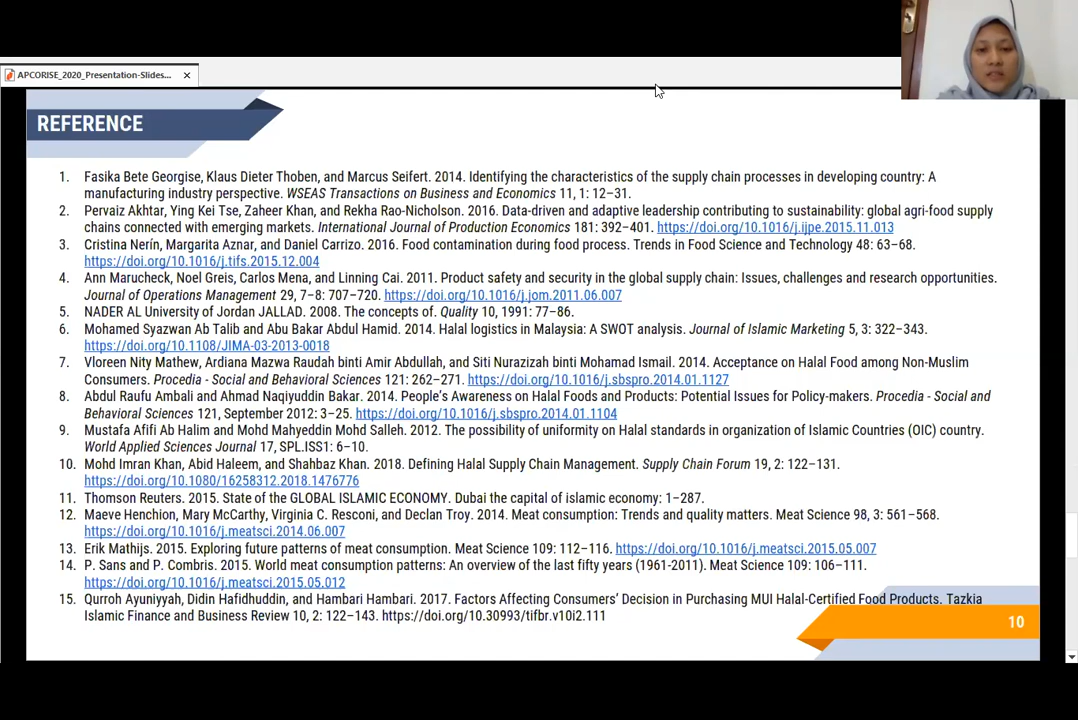 APCORISE_2020_Presentation-Slides...
REFERENCE
1. Fasika Bete Georgise, Klaus Dieter Thoben, and Marcus Seifert. 2014. Identifying the characteristics of the supply chain processes in developing country: A
manufacturing industry perspective. WSEAS Transactions on Business and Economics 11, 1: 12–31.
2. Pervaiz Akhtar, Ying Kei Tse, Zaheer Khan, and Rekha Rao-Nicholson. 2016. Data-driven and adaptive leadership contributing to sustainability: global agri-food supply
chains connected with emerging markets. International Journal of Production Economics 181: 392–401. https://doi.org/10.1016/j.ijpe.2015.11.013
3. Cristina Nerín, Margarita Aznar, and Daniel Carrizo. 2016. Food contamination during food process. Trends in Food Science and Technology 48: 63–68.
https://doi.org/10.1016/j.tifs.2015.12.004
4. Ann Marucheck, Noel Greis, Carlos Mena, and Linning Cai. 2011. Product safety and security in the global supply chain: Issues, challenges and research opportunities.
Journal of Operations Management 29, 7–8: 707–720. https://doi.org/10.1016/j.jom.2011.06.007
5. NADER AL University of Jordan JALLAD. 2008. The concepts of. Quality 10, 1991: 77–86.
6. Mohamed Syazwan Ab Talib and Abu Bakar Abdul Hamid. 2014. Halal logistics in Malaysia: A SWOT analysis. Journal of Islamic Marketing 5, 3: 322–343.
https://doi.org/10.1108/JIMA-03-2013-0018
7. Vloreen Nity Mathew, Ardiana Mazwa Raudah binti Amir Abdullah, and Siti Nurazizah binti Mohamad Ismail. 2014. Acceptance on Halal Food among Non-Muslim
Consumers. Procedia - Social and Behavioral Sciences 121: 262–271. https://doi.org/10.1016/j.sbspro.2014.01.1127
8. Abdul Raufu Ambali and Ahmad Naqiyuddin Bakar. 2014. People's Awareness on Halal Foods and Products: Potential Issues for Policy-makers. Procedia - Social and
Behavioral Sciences 121, September 2012: 3–25. https://doi.org/10.1016/j.sbspro.2014.01.1104
9. Mustafa Afifi Ab Halim and Mohd Mahyeddin Mohd Salleh. 2012. The possibility of uniformity on Halal standards in organization of Islamic Countries (OIC) country.
World Applied Sciences Journal 17, SPL.ISS1: 6–10.
10. Mohd Imran Khan, Abid Haleem, and Shahbaz Khan. 2018. Defining Halal Supply Chain Management. Supply Chain Forum 19, 2: 122–131.
https://doi.org/10.1080/16258312.2018.1476776
11. Thomson Reuters. 2015. State of the GLOBAL ISLAMIC ECONOMY. Dubai the capital of islamic economy: 1–287.
12. Maeve Henchion, Mary McCarthy, Virginia C. Resconi, and Declan Troy. 2014. Meat consumption: Trends and quality matters. Meat Science 98, 3: 561–568.
https://doi.org/10.1016/j.meatsci.2014.06.007
13. Erik Mathijs. 2015. Exploring future patterns of meat consumption. Meat Science 109: 112–116. https://doi.org/10.1016/j.meatsci.2015.05.007
14. P. Sans and P. Combris. 2015. World meat consumption patterns: An overview of the last fifty years (1961-2011). Meat Science 109: 106–111.
https://doi.org/10.1016/j.meatsci.2015.05.012
15. Qurroh Ayuniyyah, Didin Hafidhuddin, and Hambari Hambari. 2017. Factors Affecting Consumers' Decision in Purchasing MUI Halal-Certified Food Products. Tazkia
Islamic Finance and Business Review 10, 2: 122–143. https://doi.org/10.30993/tifbr.v10i2.111
10